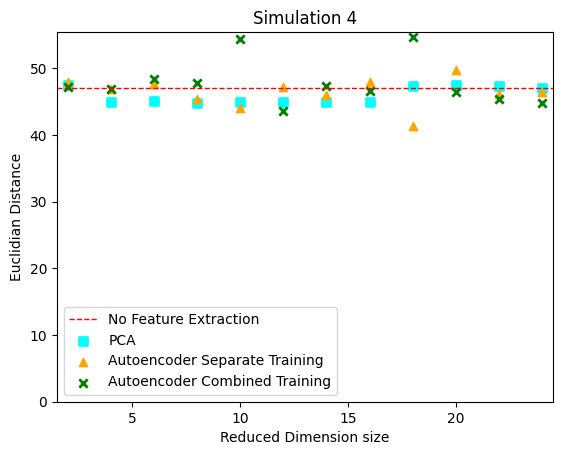 Simulation 4
Euclidian Distance
50
40
30
20
10
0
No Feature Extraction
PCA
Autoencoder Separate Training
Autoencoder Combined Training
5
10
15
20
Reduced Dimension size